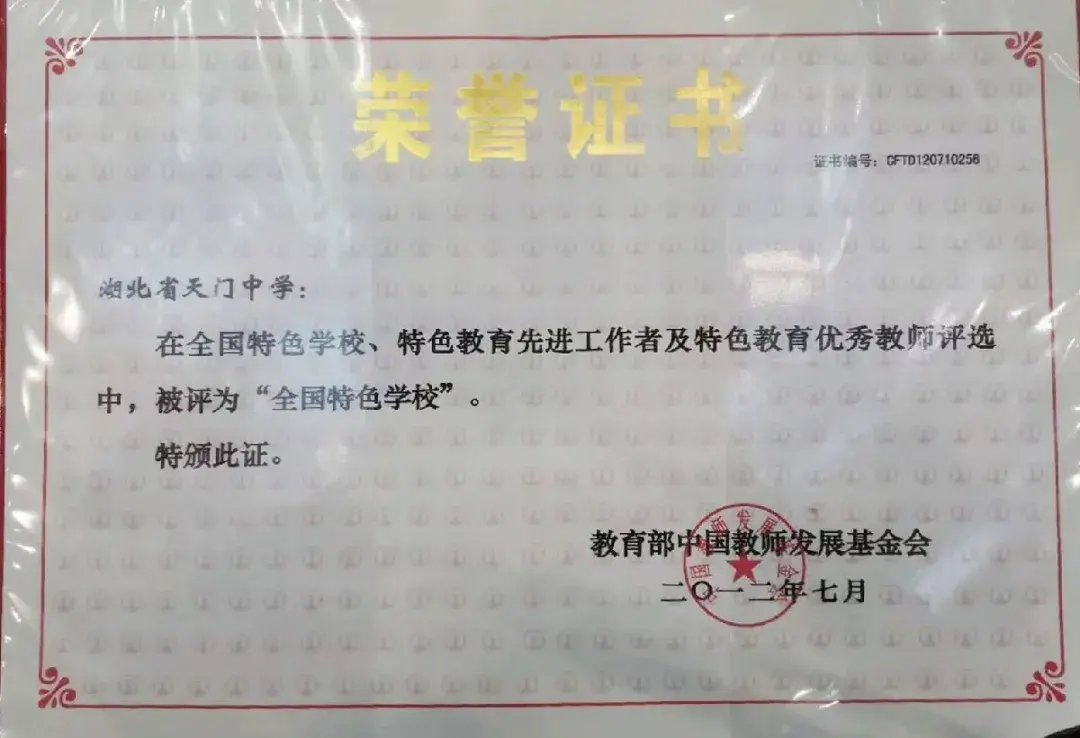 荣誉证书
证书编号：CFTD120710256
湖北省天门中学：
在全国特色学校、特色教育先进工作者及特色教育优秀教师评选
中，被评为“全国特色学校”。
特颁此证。
教育部中国教师发展基金会
二〇一二年七月